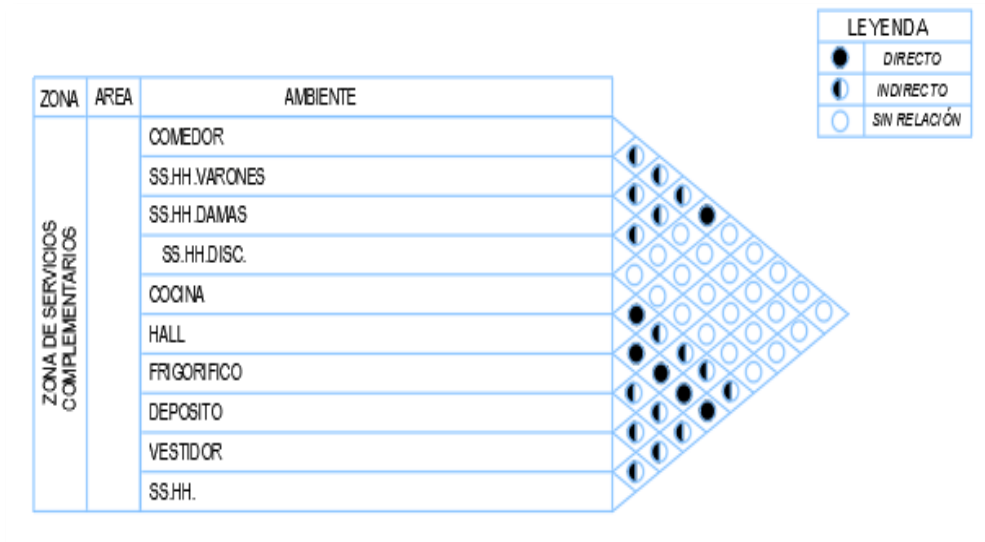 LEYENDA
DIRECTO
INDIRECTO
SIN RELACIÓN
ZONA AREA AMBIENTE
ZONA DE SERVICIOS
COMPLEMENTARIOS
COMEDOR
SS.HH.VARONES
SS.HH.DAMAS
SS.HH.DISC.
COCINA
HALL
FRIGORIFICO
DEPOSITO
VESTIDOR
SS.HH.